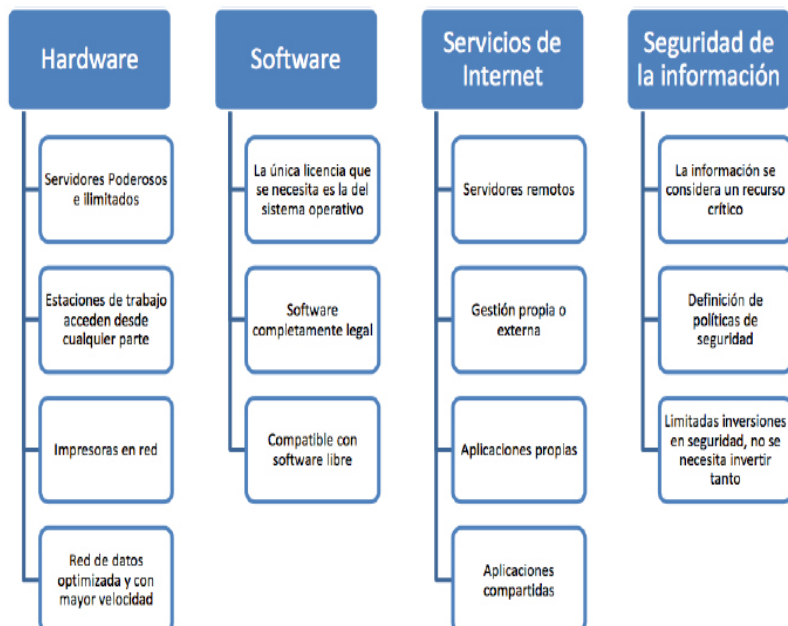 Hardware
Servidores Poderosos
e ilimitados
Estaciones de trabajo
acceden desde
cualquier parte
Impresoras en red
Red de datos
optimizada y con
mayor velocidad
Software
La única licencia que
se necesita es la del
sistema operativo
Software
completamente legal
Compatible con
software libre
Servicios de
Internet
Servidores remotos
Gestión propia o
externa
Aplicaciones propias
Aplicaciones
compartidas
Seguridad de
la información
La información se
considera un recurso
crítico
Definición de
políticas de
seguridad
Limitadas inversiones
en seguridad, no se
necesita invertir
tanto